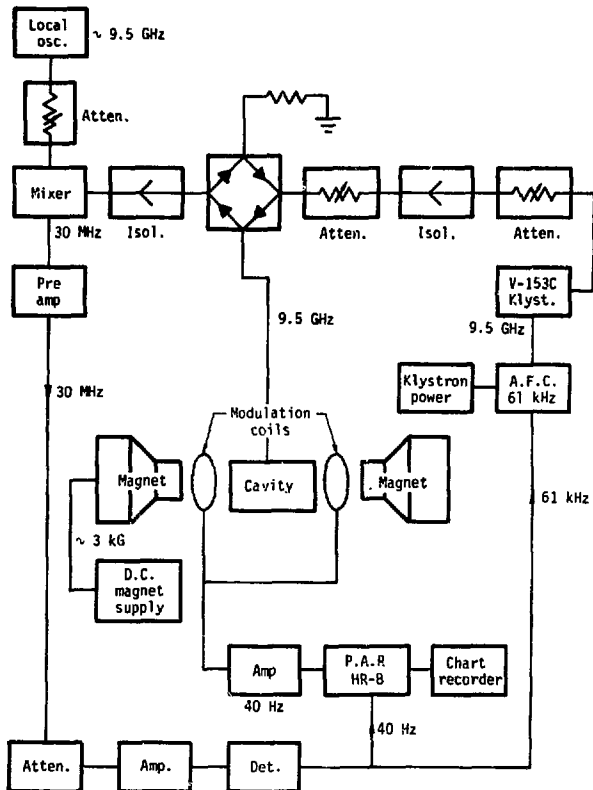 Local
osc.
~ 9.5 GHz
Atten.
Mixer
Isol.
Atten.
Isol.
Atten.
30 MHz
Pre
amp
V-153C
Klyst.
9.5 GHz
9.5 GHz
Klystron
power
A.F.C.
61 kHz
30 MHz
Modulation
coils
Magnet
Cavity
Magnet
61 kHz
~ 3 kG
D.C.
magnet
supply
Amp
P.A.R
HR-8
Chart
recorder
40 Hz
40 Hz
Atten.
Amp.
Det.